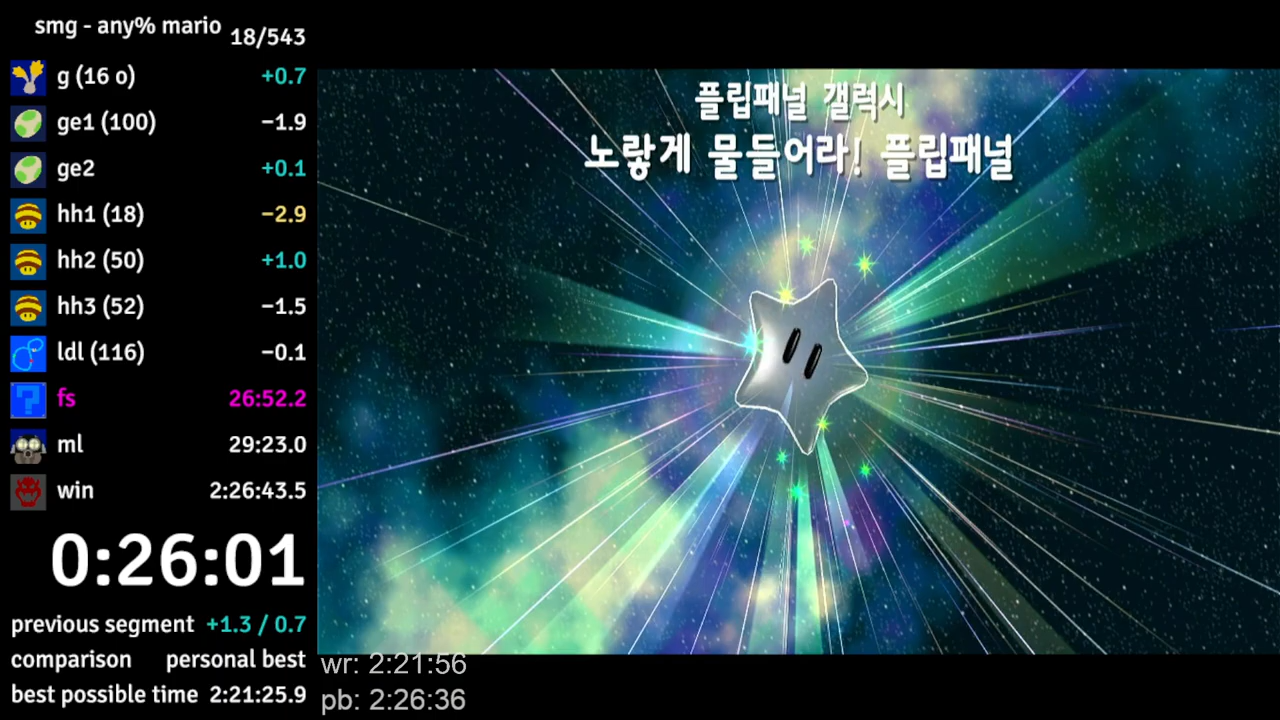 smg - any% mario
18/543
g (16 o) +0.7
ge1 (100) −1.9
ge2 +0.1
hh1 (18) −2.9
hh2 (50) +1.0
hh3 (52) −1.5
ldl (116) −0.1
fs 26:52.2
ml 29:23.0
win 2:26:43.5
0:26:01
previous segment +1.3 / 0.7
comparison personal best
best possible time 2:21:25.9
플립패널 갤럭시
노랗게 물들어라! 플립패널
wr: 2:21:56
pb: 2:26:36